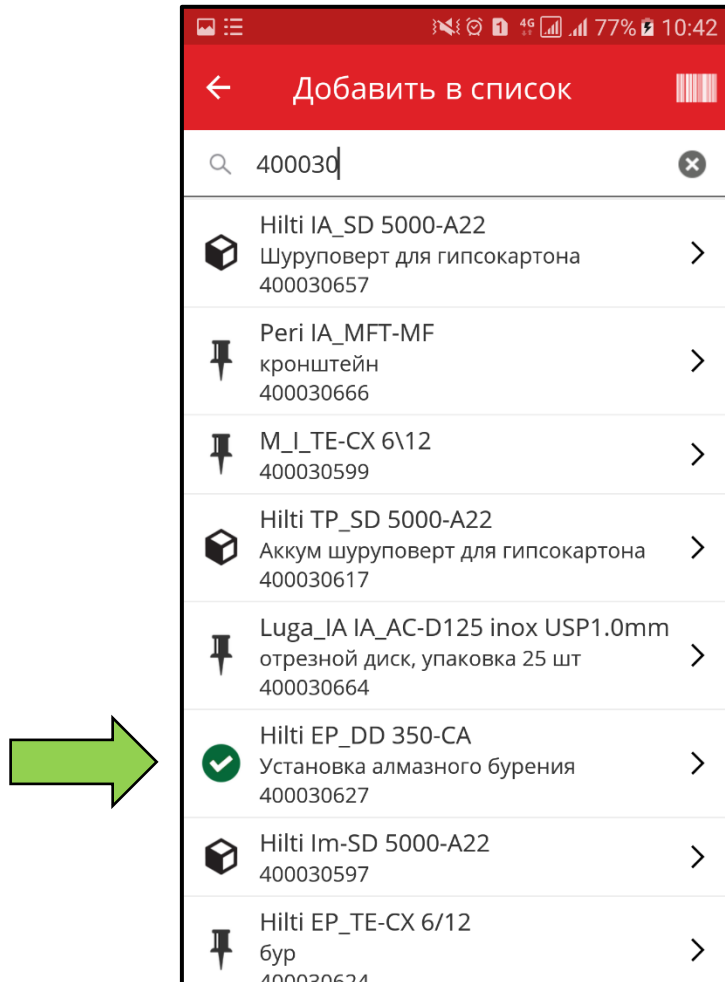 1 4G 77% 10:42
Добавить в список
400030
Hilti IA_SD 5000-A22
Шуруповерт для гипсокартона
400030657
Peri IA_MFT-MF
кронштейн
400030666
M_I_TE-CX 6\12
400030599
Hilti TP_SD 5000-A22
Аккум шуруповерт для гипсокартона
400030617
Luga_IA IA_AC-D125 inox USP1.0mm
отрезной диск, упаковка 25 шт
400030664
Hilti EP_DD 350-CA
Установка алмазного бурения
400030627
Hilti Im-SD 5000-A22
400030597
Hilti EP_TE-CX 6/12
бур
400030624